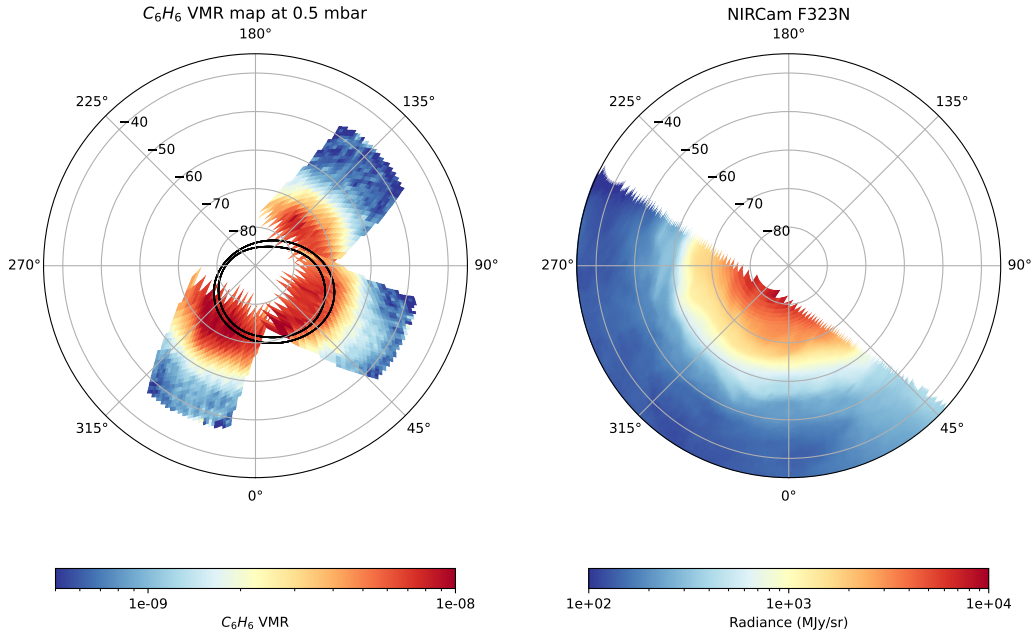 C6H6 VMR map at 0.5 mbar
180°
225°
135°
−40
−50
−60
−70
−80
270°
90°
315°
45°
0°
1e-09
1e-08
C6H6 VMR
NIRCam F323N
180°
225°
135°
−40
−50
−60
−70
−80
270°
90°
315°
45°
0°
1e+02
1e+03
1e+04
Radiance (MJy/sr)